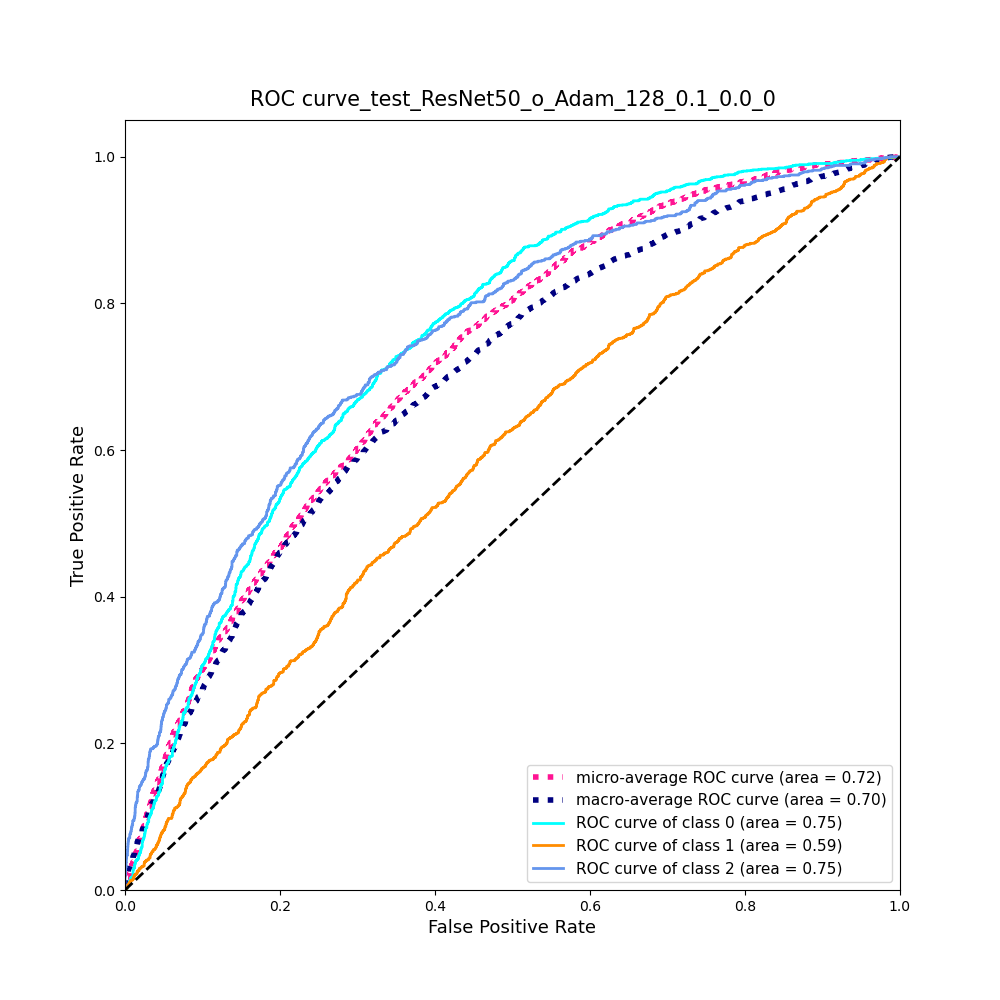 ROC curve_test_ResNet50_o_Adam_128_0.1_0.0_0
1.0
0.8
0.6
0.4
0.2
0.0
True Positive Rate
0.0 0.2 0.4 0.6 0.8 1.0
False Positive Rate
micro-average ROC curve (area = 0.72)
macro-average ROC curve (area = 0.70)
ROC curve of class 0 (area = 0.75)
ROC curve of class 1 (area = 0.59)
ROC curve of class 2 (area = 0.75)